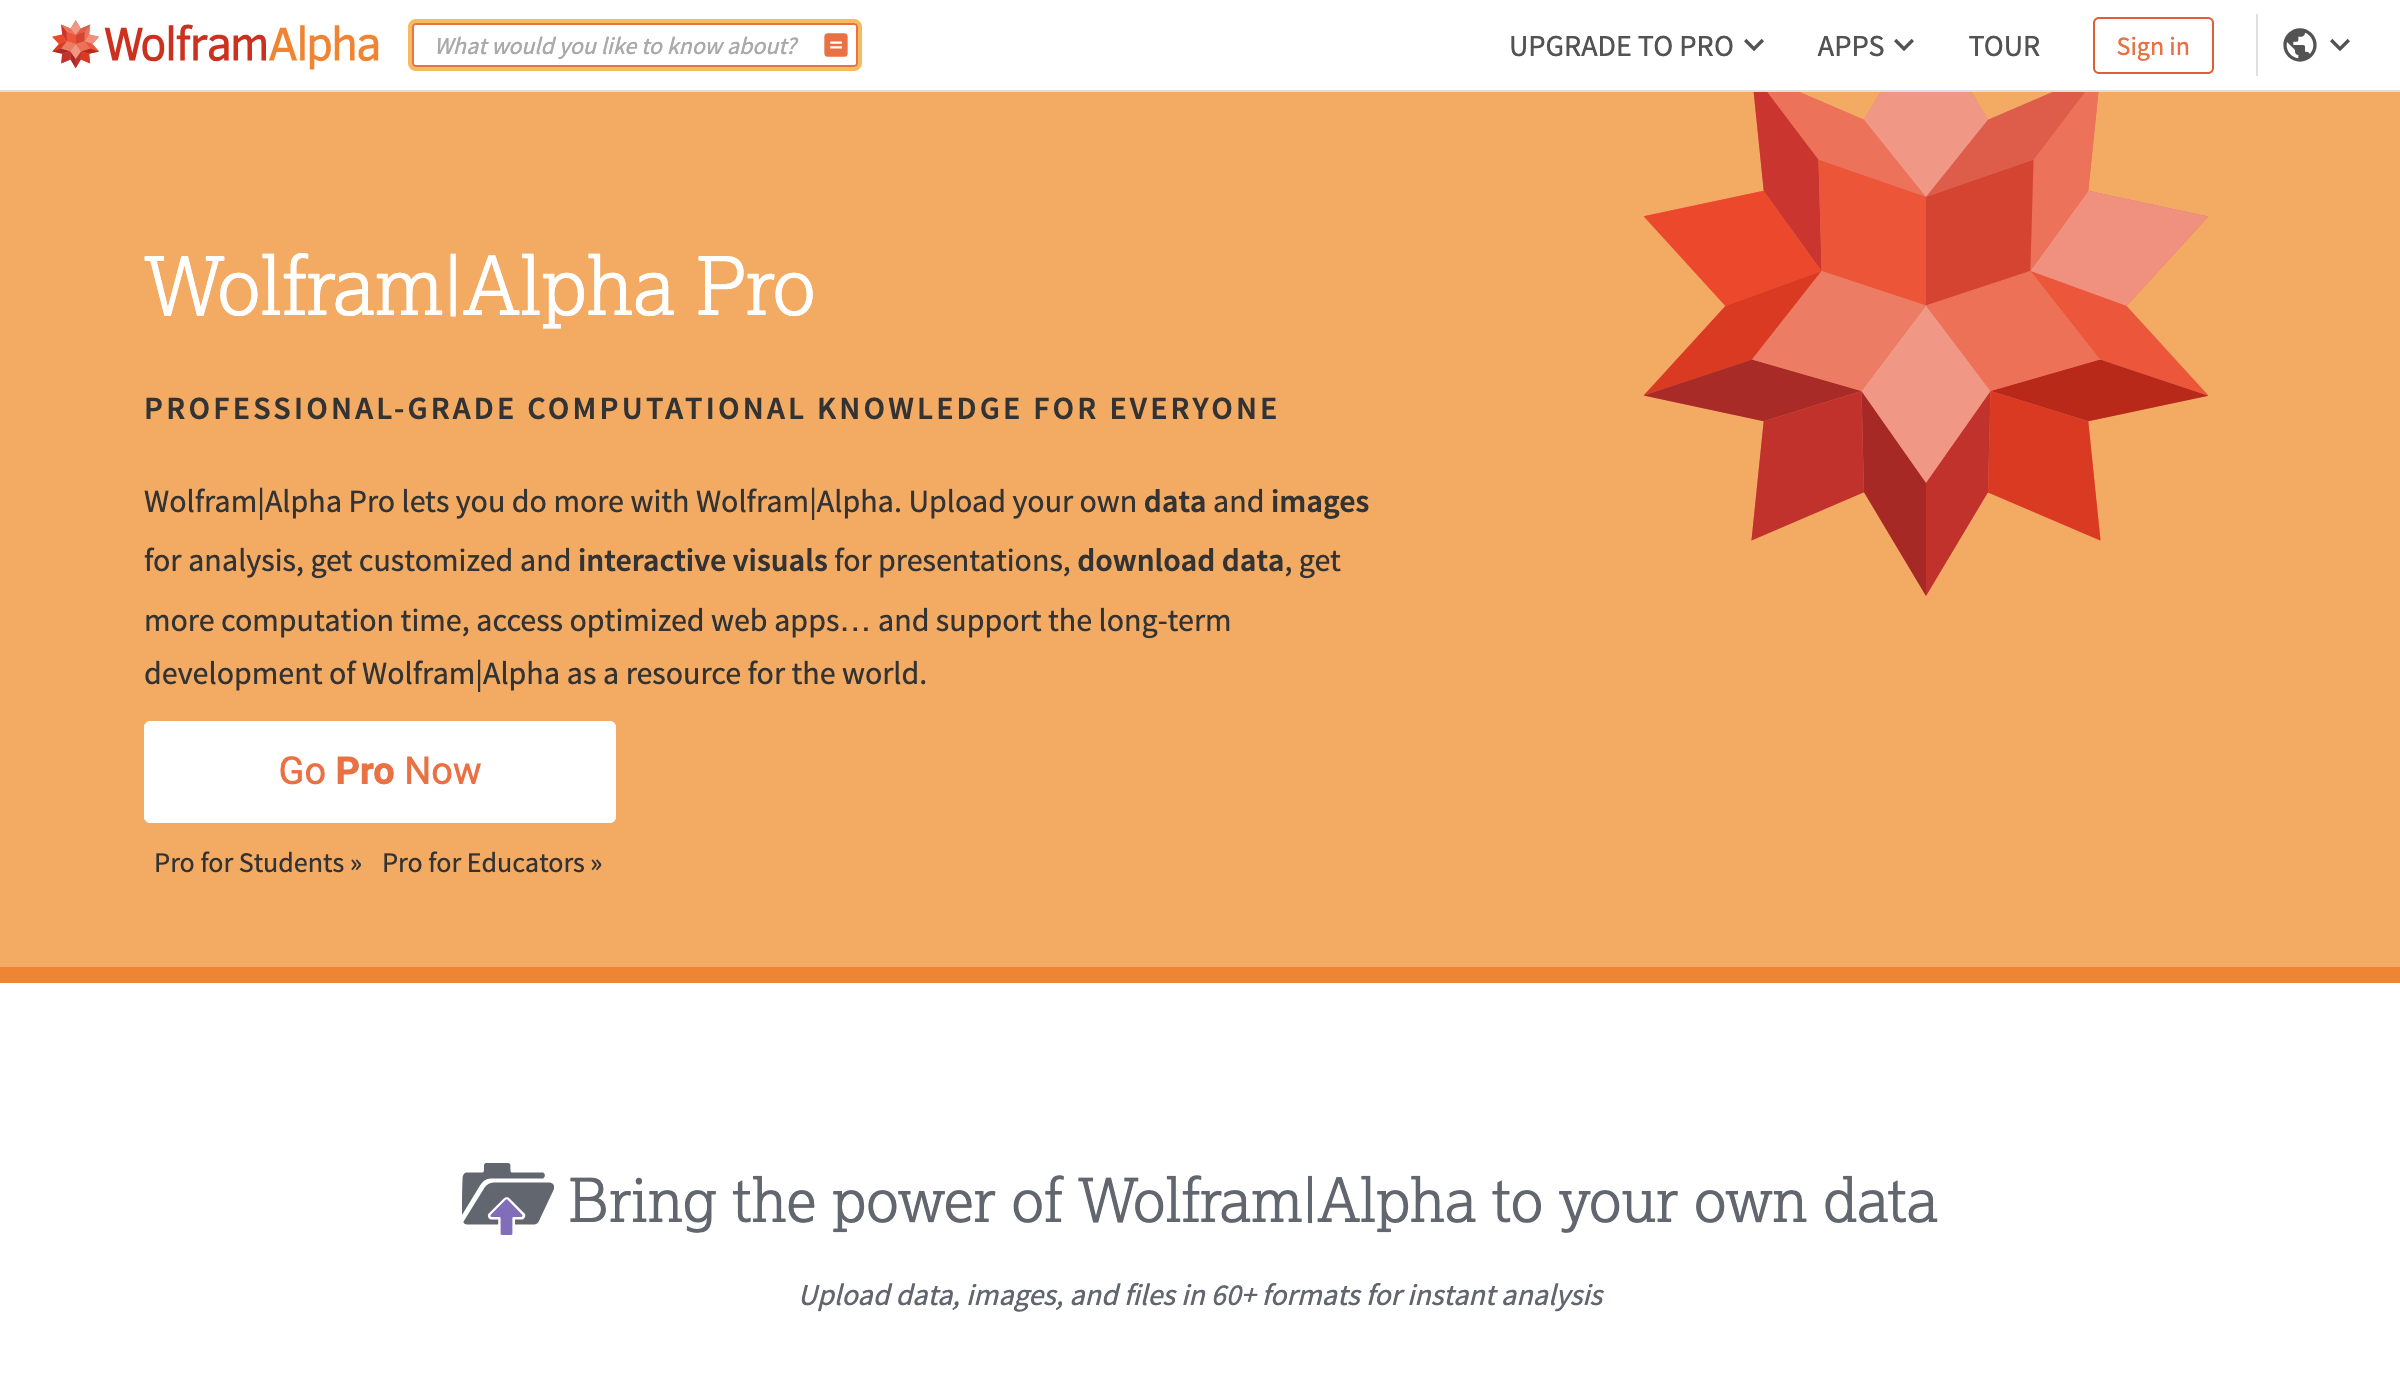 WolframAlpha
What would you like to know about?
UPGRADE TO PRO
APPS
TOUR
Sign in
Wolfram|Alpha Pro
PROFESSIONAL-GRADE COMPUTATIONAL KNOWLEDGE FOR EVERYONE
Wolfram|Alpha Pro lets you do more with Wolfram|Alpha. Upload your own data and images
for analysis, get customized and interactive visuals for presentations, download data, get
more computation time, access optimized web apps… and support the long-term
development of Wolfram|Alpha as a resource for the world.
Go Pro Now
Pro for Students » Pro for Educators »
Bring the power of Wolfram|Alpha to your own data
Upload data, images, and files in 60+ formats for instant analysis